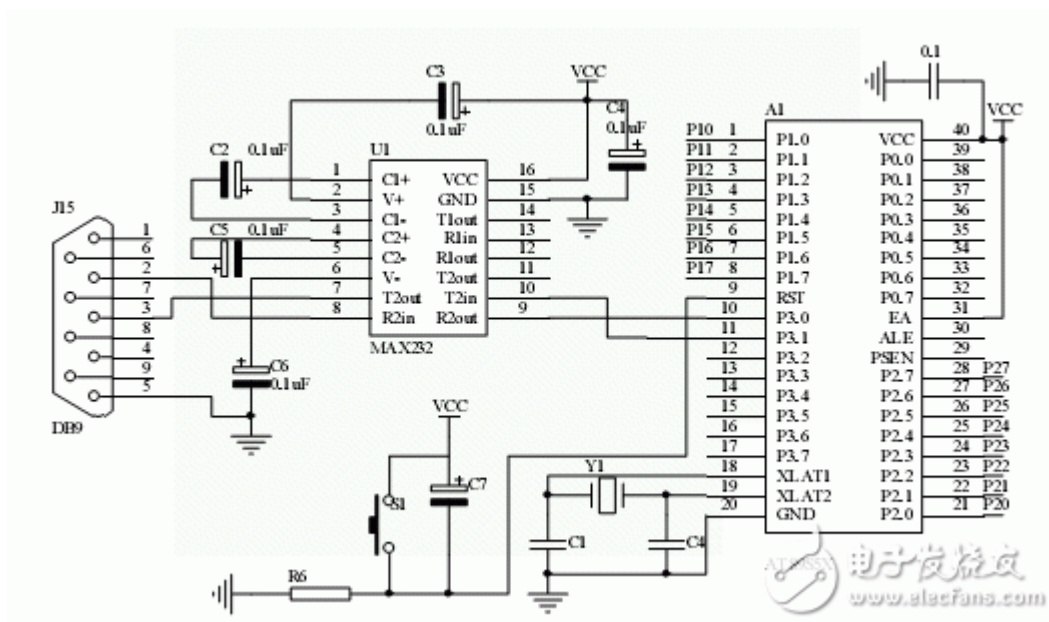 C3
0.1uF
VCC
C4
0.1uF
0.1
VCC
A1
C2 0.1uF
U1
1 C1+ VCC 16
2 V+ GND 15
3 C1- T1out 14
4 C2+ R1in 13
5 C2- R1out 12
6 V- T2out 11
7 T2out T2in 10
8 R2in R2out 9
MAX232
C5 0.1uF
J15
1
6
2
7
3
8
4
9
5
DB9
C6
0.1uF
VCC
S1
C7
R6
P10 1 P1.0 VCC 40
P11 2 P1.1 P0.0 39
P12 3 P1.2 P0.1 38
P13 4 P1.3 P0.2 37
P14 5 P1.4 P0.3 36
P15 6 P1.5 P0.4 35
P16 7 P1.6 P0.5 34
P17 8 P1.7 P0.6 33
9 RST P0.7 32
10 P3.0 EA 31
11 P3.1 ALE 30
12 P3.2 PSEN 29
13 P3.3 P2.7 28 P27
14 P3.4 P2.6 27 P26
15 P3.5 P2.5 26 P25
16 P3.6 P2.4 25 P24
17 P3.7 P2.3 24 P23
18 XLAT1 P2.2 23 P22
19 XLAT2 P2.1 22 P21
20 GND P2.0 21 P20
Y1
C1
C4
电子发烧友
www.elecfans.com